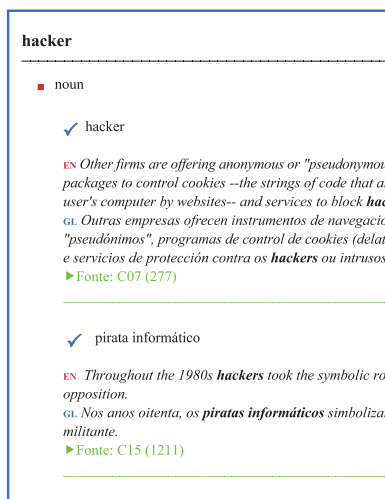 hacker
noun
hacker
EN Other firms are offering anonymous or "pseudonymou
packages to control cookies --the strings of code that a
user's computer by websites-- and services to block hac
GL Outras empresas ofrecen instrumentos de navegacio
"pseudónimos", programas de control de cookies (delat
e servicios de protección contra os hackers ou intrusos
Fonte: C07 (277)
pirata informático
EN Throughout the 1980s hackers took the symbolic ro
opposition.
GL Nos anos oitenta, os piratas informáticos simboliza
militante.
Fonte: C15 (1211)